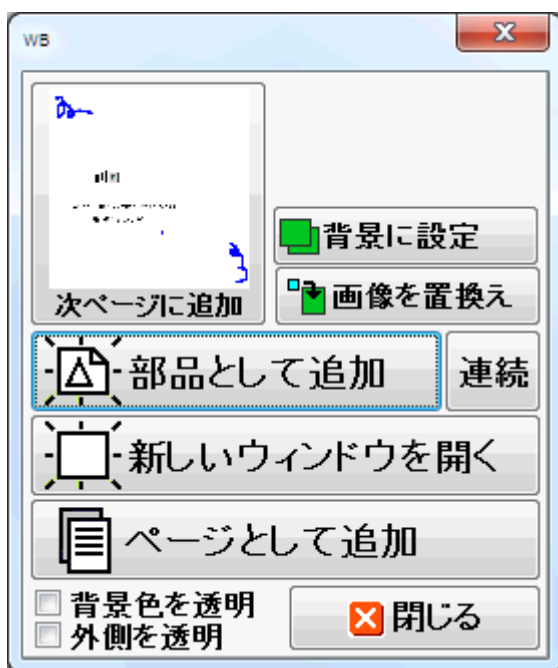 WB
次ページに追加
背景に設定
画像を置換え
部品として追加
連続
新しいウィンドウを開く
ページとして追加
背景色を透明
外側を透明
閉じる